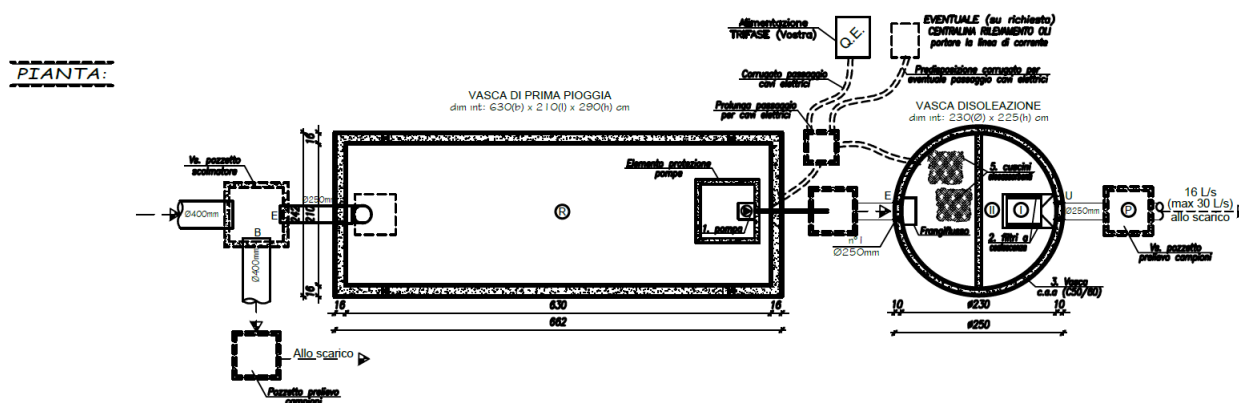 PIANTA:
Alimentazione
TRIFASE (Vostra)
Q.E.
EVENTUALE (su richiesta)
CENTRALINA RILEVAMENTO OLI
portare la linea di corrente
Corrugato passaggio
cavi elettrici
Predisposizione corrugato per
eventuale passaggio cavi elettrici
VASCA DI PRIMA PIOGGIA
dim int: 630(b) x 210(l) x 290(h) cm
Prolunga passaggio
per cavi elettrici
VASCA DISOLEAZIONE
dim int: 230(Ø) x 225(h) cm
Vs. pozzetto
scolmatore
Elemento protezione
pompe
5. cuscini
16
Ø400mm
E
Ø250mm
242
210
B
Ø400mm
16
R
1. pompa
E
n° 1
Ø250mm
Frangiflusso
II
I
2. filtri a
coalescenza
U
Ø250mm
P
16 L/s
(max 30 L/s)
allo scarico
Vs. pozzetto
prelievo campioni
3. Vasca
c.a.a (C50/60)
16
630
16
662
10
ø230
10
ø250
Allo scarico
Pozzetto prelievo
campioni